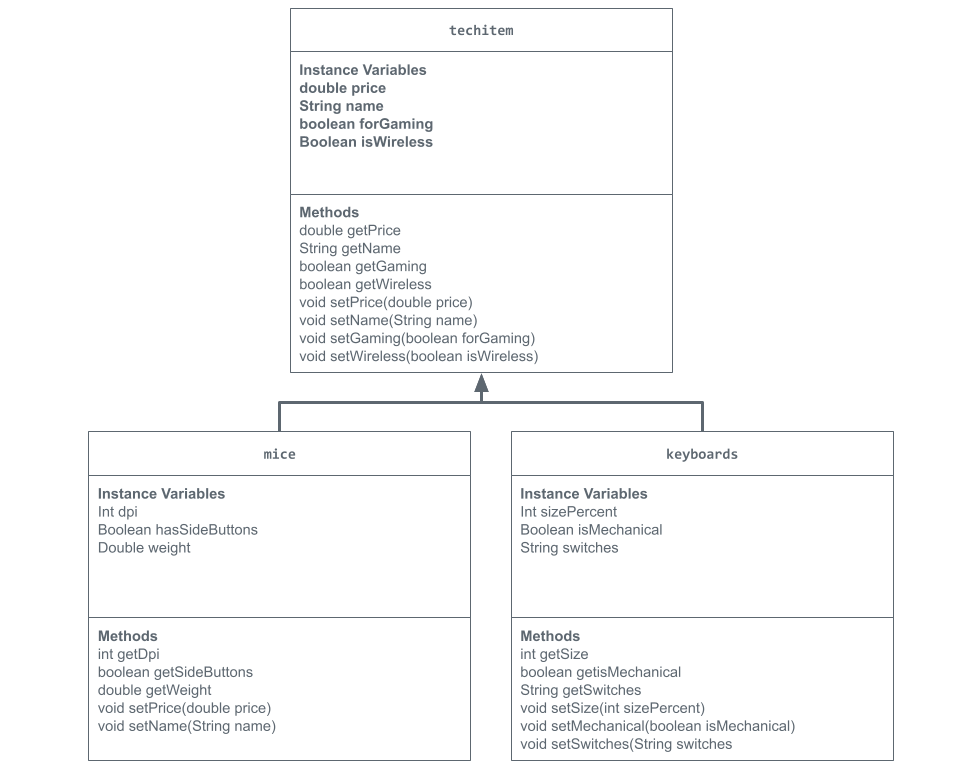 techitem
Instance Variables
double price
String name
boolean forGaming
Boolean isWireless
Methods
double getPrice
String getName
boolean getGaming
boolean getWireless
void setPrice(double price)
void setName(String name)
void setGaming(boolean forGaming)
void setWireless(boolean isWireless)
mice
Instance Variables
Int dpi
Boolean hasSideButtons
Double weight
Methods
int getDpi
boolean getSideButtons
double getWeight
void setPrice(double price)
void setName(String name)
keyboards
Instance Variables
Int sizePercent
Boolean isMechanical
String switches
Methods
int getSize
boolean getisMechanical
String getSwitches
void setSize(int sizePercent)
void setMechanical(boolean isMechanical)
void setSwitches(String switches